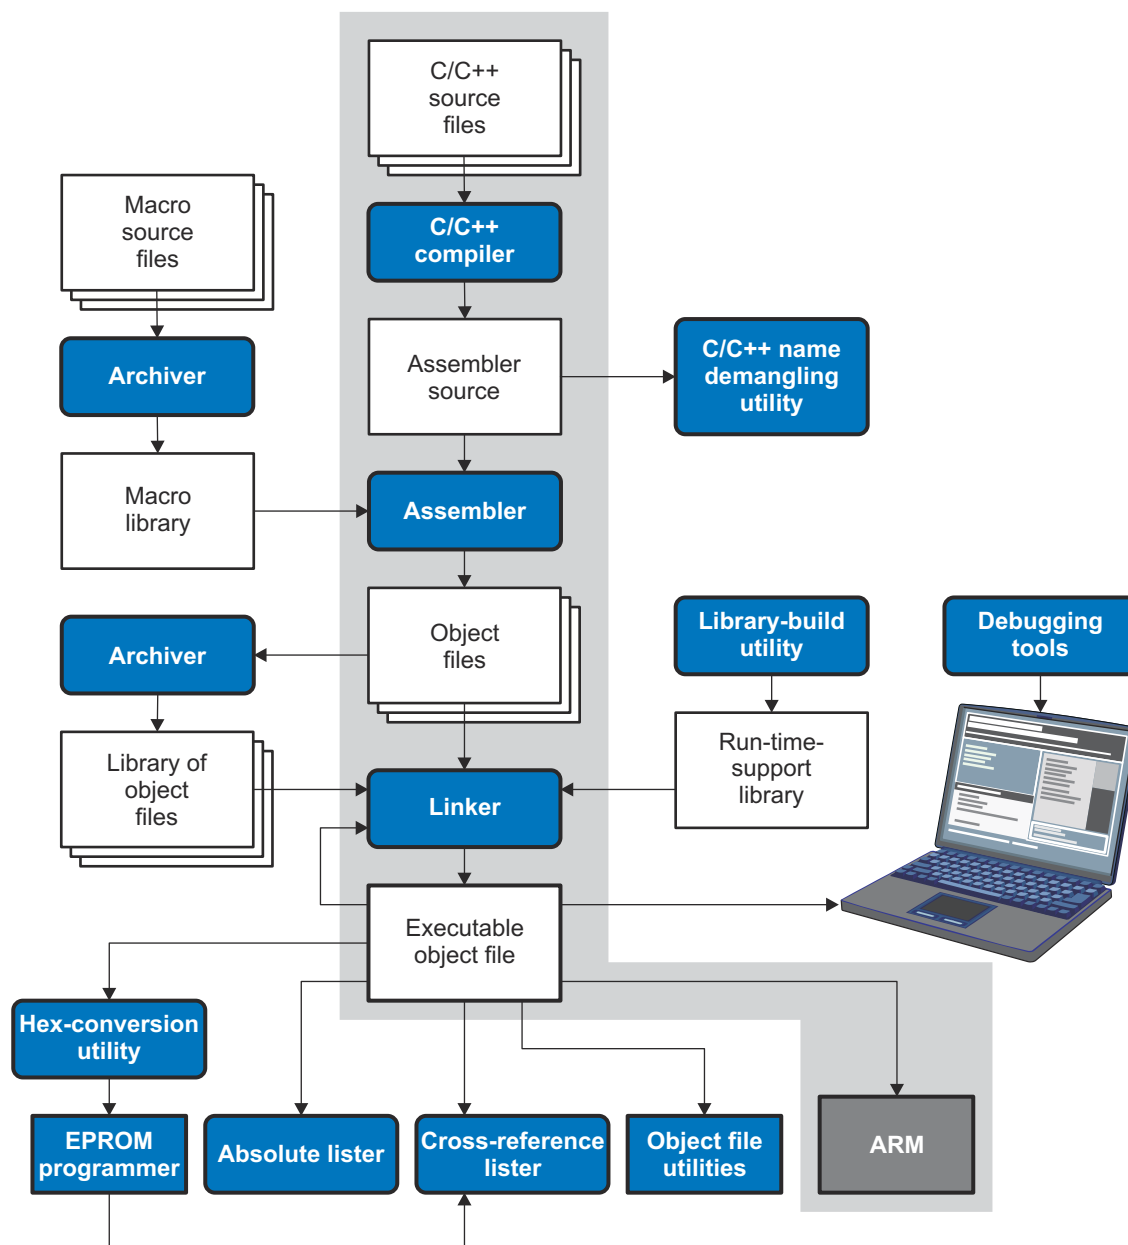 C/C++
source
files
Macro
source
files
C/C++
compiler
Archiver
Assembler
source
C/C++ name
demangling
utility
Macro
library
Assembler
Archiver
Object
files
Library-build
utility
Debugging
tools
Library of
object
files
Linker
Run-time-
support
library
Executable
object file
Hex-conversion
utility
EPROM
programmer
Absolute lister
Cross-reference
lister
Object file
utilities
ARM